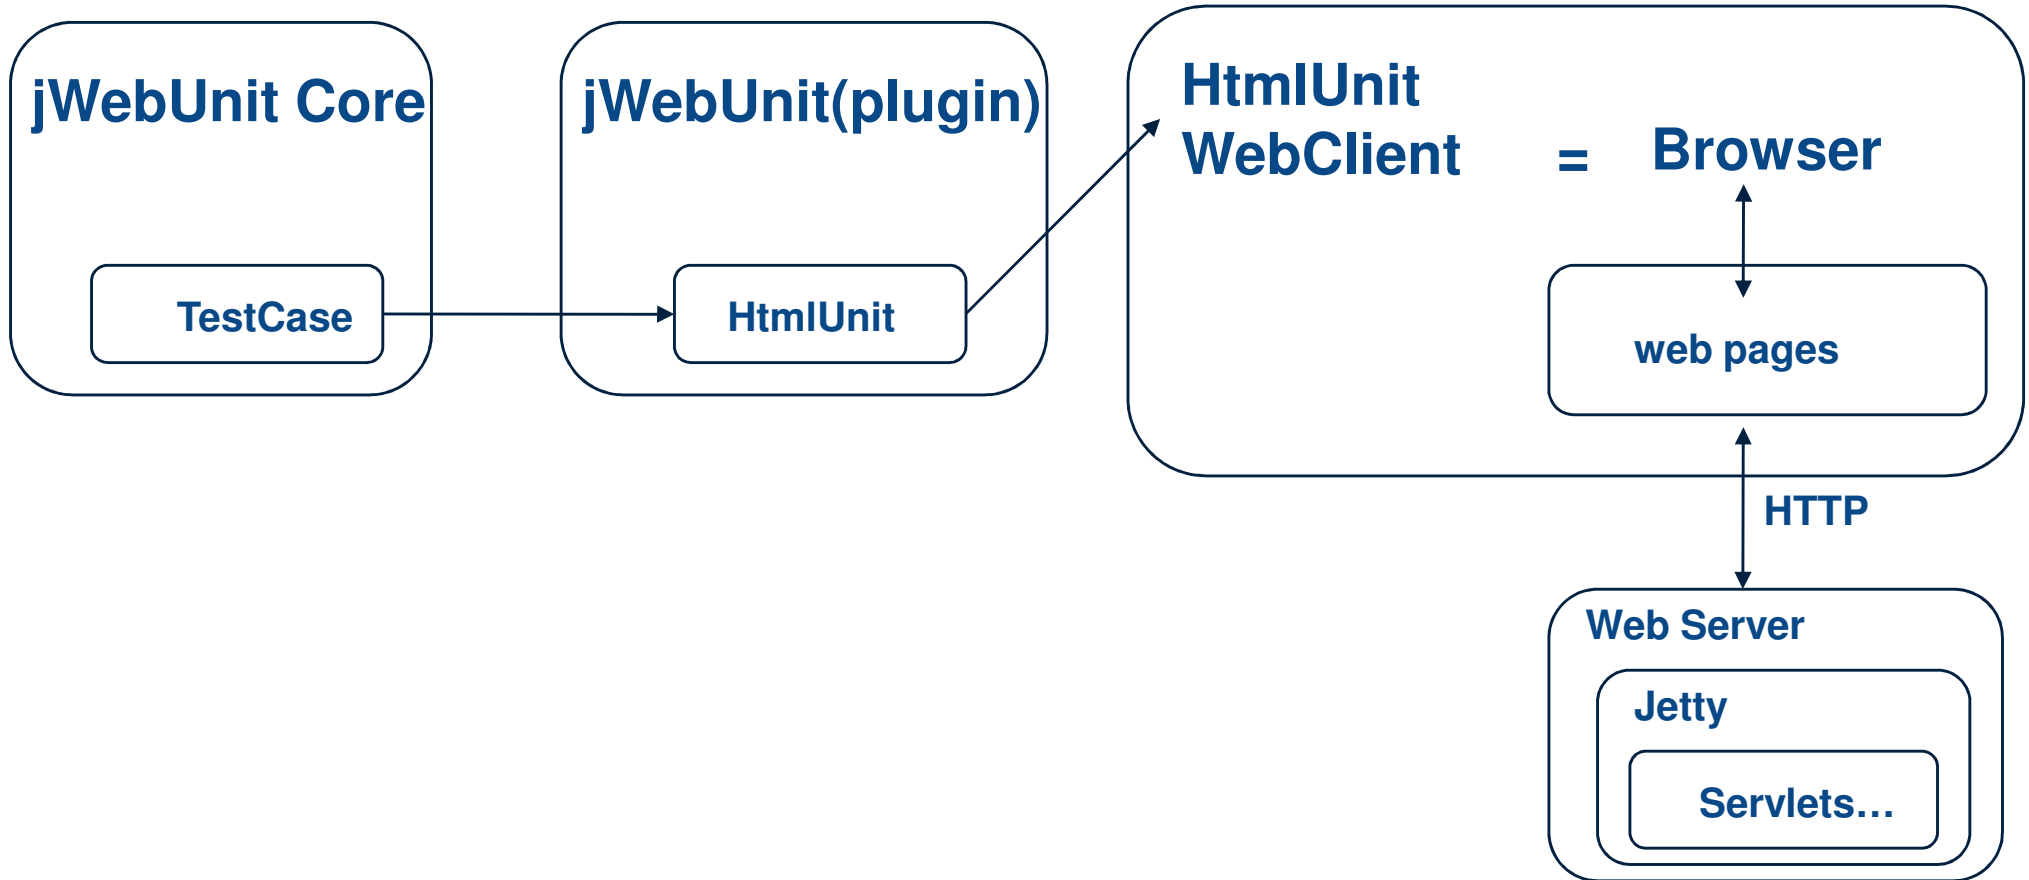 jWebUnit Core
TestCase
jWebUnit(plugin)
HtmlUnit
HtmlUnit
WebClient = Browser
web pages
HTTP
Web Server
Jetty
Servlets…